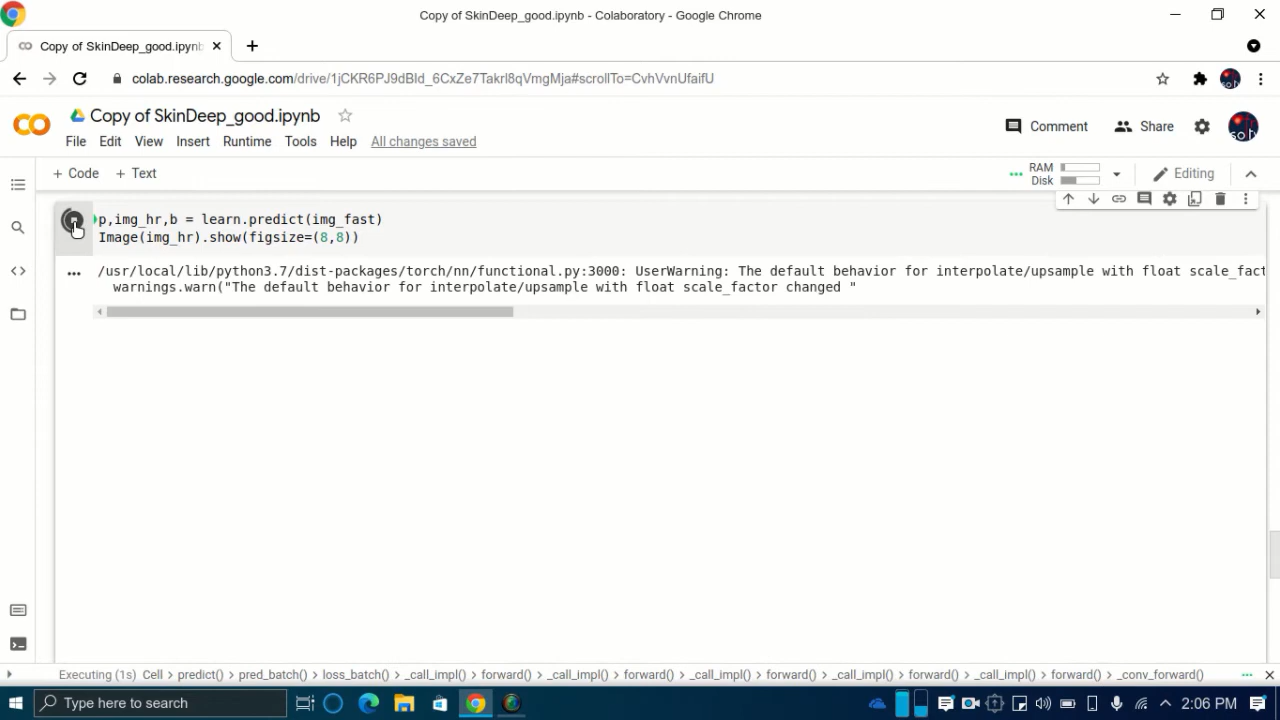 Copy of SkinDeep_good.ipynb - Colaboratory - Google Chrome
Copy of SkinDeep_good.ipynb
colab.research.google.com/drive/1jCKR6PJ9dBId_6CxZe7Takrl8qVmgMja#scrollTo=CvhVvnUfaifU
Copy of SkinDeep_good.ipynb
Comment
Share
File Edit View Insert Runtime Tools Help All changes saved
+ Code + Text
RAM
Disk
Editing
p,img_hr,b = learn.predict(img_fast)
Image(img_hr).show(figsize=(8,8))
/usr/local/lib/python3.7/dist-packages/torch/nn/functional.py:3000: UserWarning: The default behavior for interpolate/upsample with float scale_fact
warnings.warn("The default behavior for interpolate/upsample with float scale_factor changed "
Executing (1s) Cell predict() pred_batch() loss_batch() _call_impl() forward() _call_impl() forward() _call_impl() forward() _call_impl() forward() _call_impl() forward() _conv_forward()
Type here to search
2:06 PM